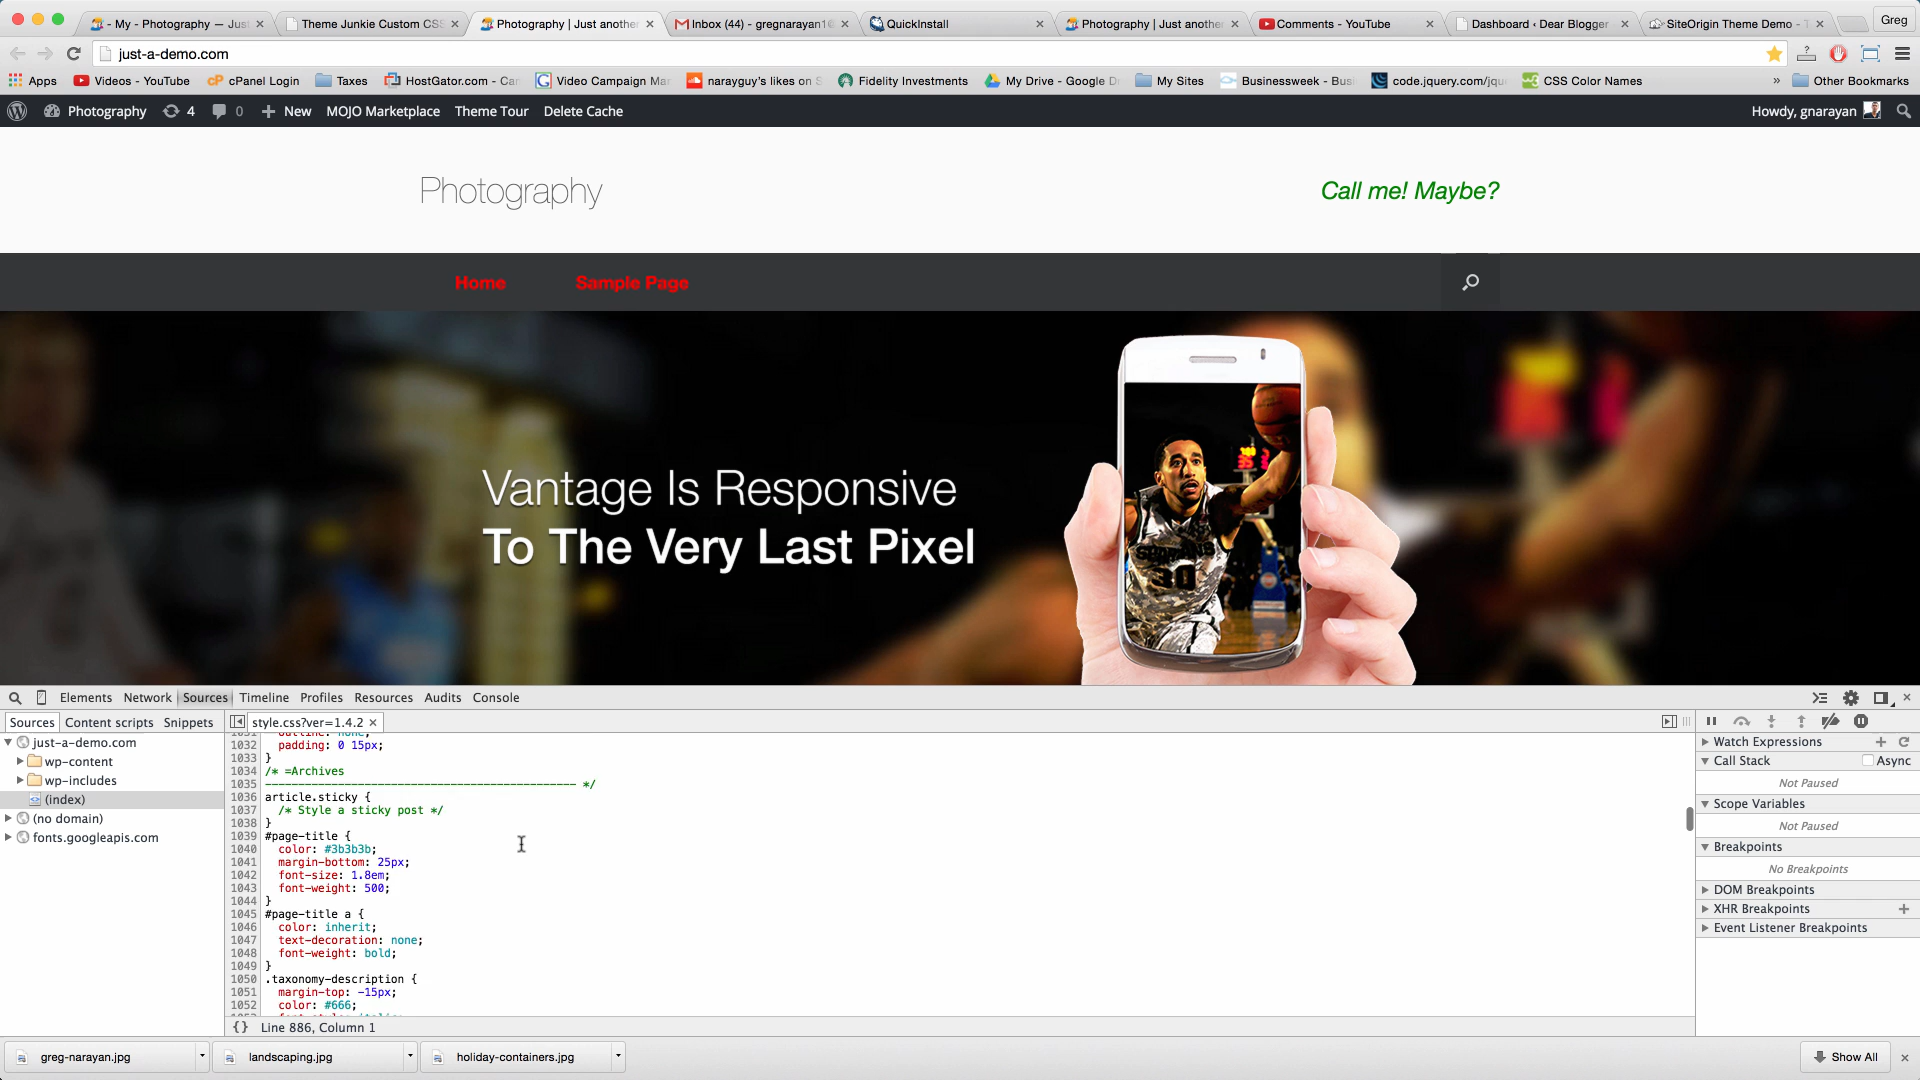 - My - Photography — Jus
Theme Junkie Custom CSS
Photography | Just another
Inbox (44) - gregnarayan1@
QuickInstall
Photography | Just another
Comments - YouTube
Dashboard ‹ Dear Blogger
SiteOrigin Theme Demo - T
Greg
just-a-demo.com
Apps
Videos - YouTube
cPanel Login
Taxes
HostGator.com - Ca
Video Campaign Ma
narayguy's likes on S
Fidelity Investments
My Drive - Google D
My Sites
Businessweek - Bus
code.jquery.com/jqu
CSS Color Names
»
Other Bookmarks
Photography
4
0
New
MOJO Marketplace
Theme Tour
Delete Cache
Howdy, gnarayan
Photography
Call me! Maybe?
Home
Sample Page
Vantage Is Responsive
To The Very Last Pixel
30
Elements
Network
Sources
Timeline
Profiles
Resources
Audits
Console
Sources
Content scripts
Snippets
style.css?ver=1.4.2
just-a-demo.com
wp-content
wp-includes
(index)
(no domain)
fonts.googleapis.com
1031 outline: none;
1032 padding: 0 15px;
1033 }
1034 /* =Archives
1035 ----------------------------------------------- */
1036 article.sticky {
1037 /* Style a sticky post */
1038 }
1039 #page-title {
1040 color: #3b3b3b;
1041 margin-bottom: 25px;
1042 font-size: 1.8em;
1043 font-weight: 500;
1044 }
1045 #page-title a {
1046 color: inherit;
1047 text-decoration: none;
1048 font-weight: bold;
1049 }
1050 .taxonomy-description {
1051 margin-top: -15px;
1052 color: #666;
{} Line 886, Column 1
Watch Expressions
Call Stack
Async
Not Paused
Scope Variables
Not Paused
Breakpoints
No Breakpoints
DOM Breakpoints
XHR Breakpoints
Event Listener Breakpoints
greg-narayan.jpg
landscaping.jpg
holiday-containers.jpg
Show All